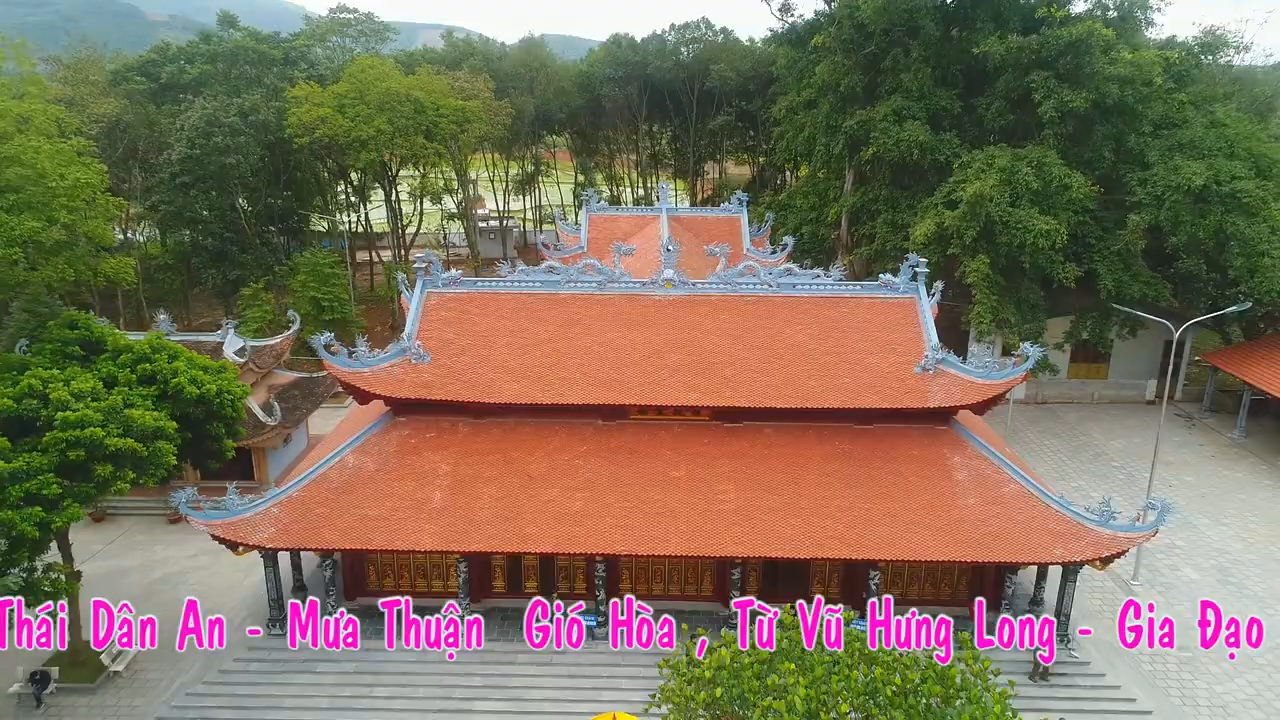 Thái Dân An - Mưa Thuận Gió Hòa , Từ Vũ Hưng Long - Gia Đạo